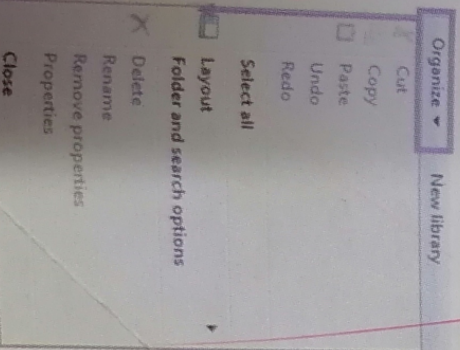 Organize ▼ New library
Cut
Copy
Paste
Undo
Redo
Select all
Layout
Folder and search options
Delete
Rename
Remove properties
Properties
Close